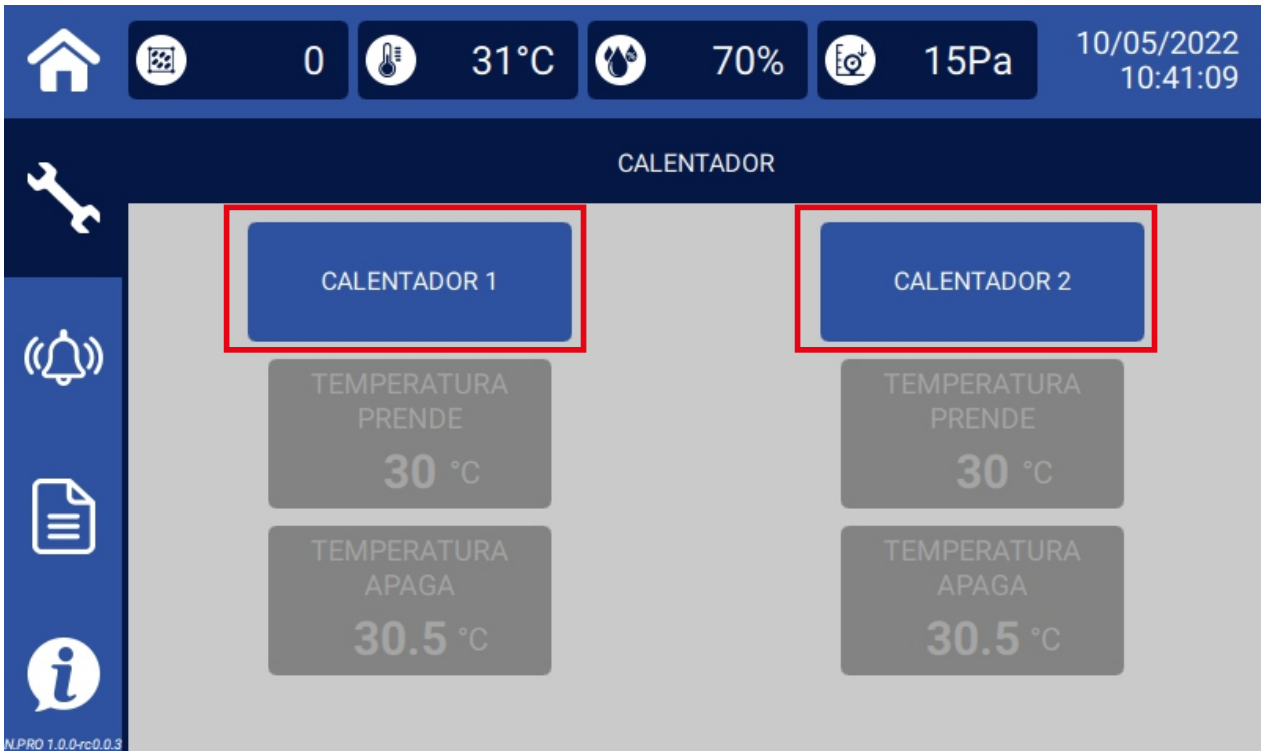 0
31°C
70%
15Pa
10/05/2022
10:41:09
CALENTADOR
CALENTADOR 1
TEMPERATURA
PRENDE
30 °C
TEMPERATURA
APAGA
30.5 °C
CALENTADOR 2
TEMPERATURA
PRENDE
30 °C
TEMPERATURA
APAGA
30.5 °C
N.PRO 1.0.0-rc0.0.3